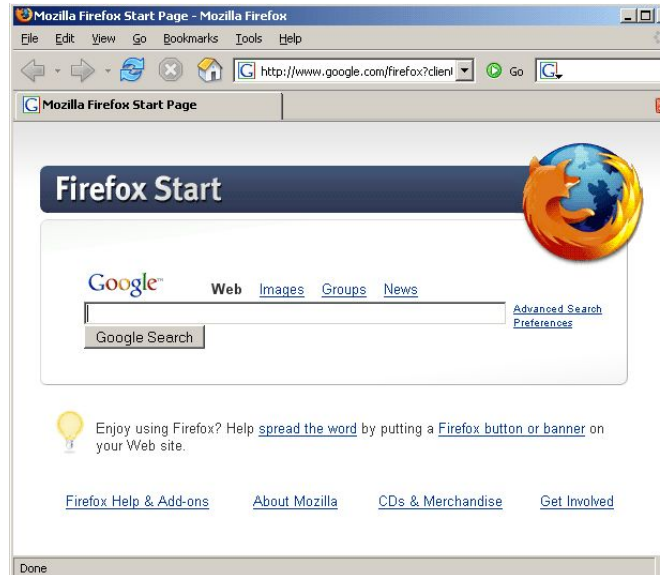 Mozilla Firefox Start Page - Mozilla Firefox
File Edit View Go Bookmarks Tools Help
http://www.google.com/firefox?client Go
Mozilla Firefox Start Page
Firefox Start
Google™ Web Images Groups News
Advanced Search
Preferences
Google Search
Enjoy using Firefox? Help spread the word by putting a Firefox button or banner on
your Web site.
Firefox Help & Add-ons About Mozilla CDs & Merchandise Get Involved
Done